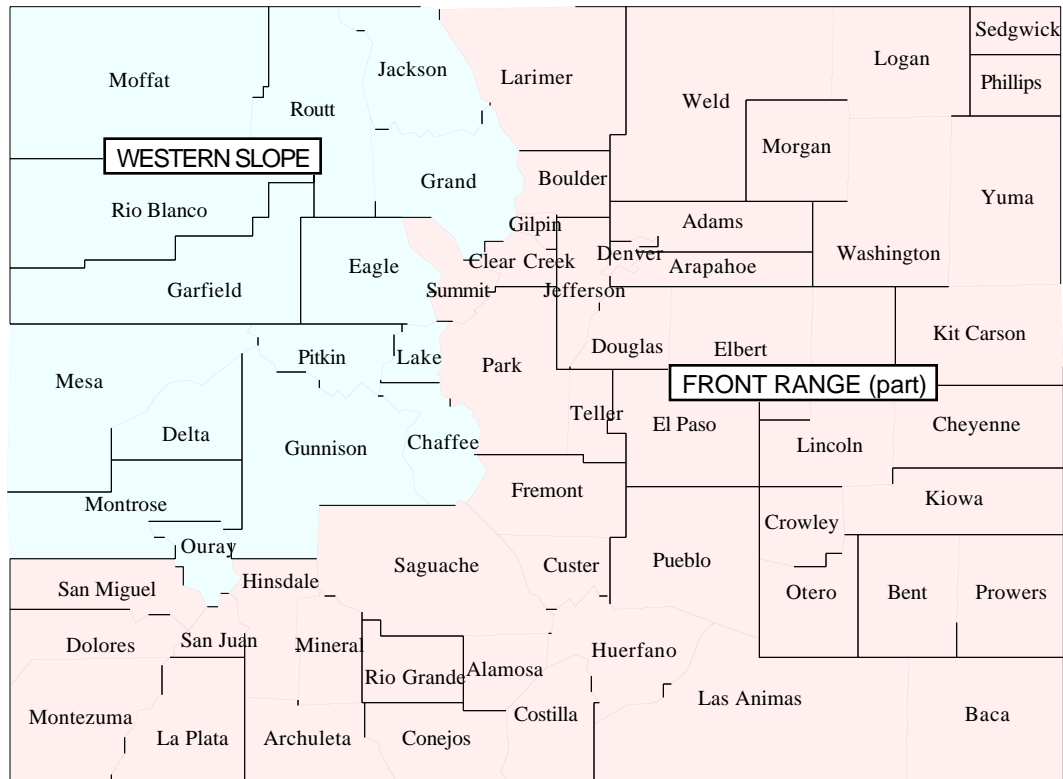 Sedgwick
Logan
Jackson
Moffat
Larimer
Phillips
Weld
Routt
Morgan
WESTERN SLOPE
Grand
Boulder
Yuma
Rio Blanco
Gilpin
Adams
Denver
Washington
Clear Creek
Eagle
Arapahoe
Garfield
Summit
Jefferson
Kit Carson
Douglas
Elbert
Pitkin
Lake
Park
Mesa
FRONT RANGE (part)
Teller
El Paso
Cheyenne
Delta
Chaffee
Gunnison
Lincoln
Fremont
Kiowa
Montrose
Crowley
Ouray
Saguache
Custer
Pueblo
Hinsdale
San Miguel
Otero
Bent
Prowers
San Juan
Dolores
Mineral
Huerfano
Alamosa
Rio Grande
Las Animas
Montezuma
Costilla
Baca
La Plata
Archuleta
Conejos